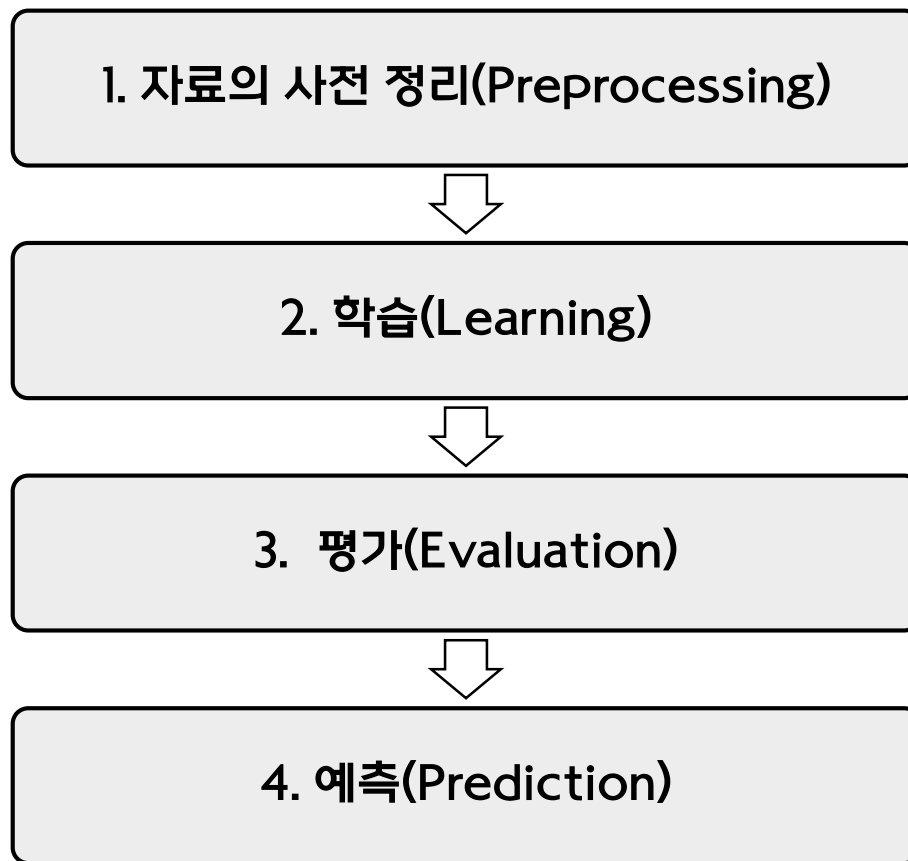 1. 자료의 사전 정리(Preprocessing)
2. 학습(Learning)
3. 평가(Evaluation)
4. 예측(Prediction)